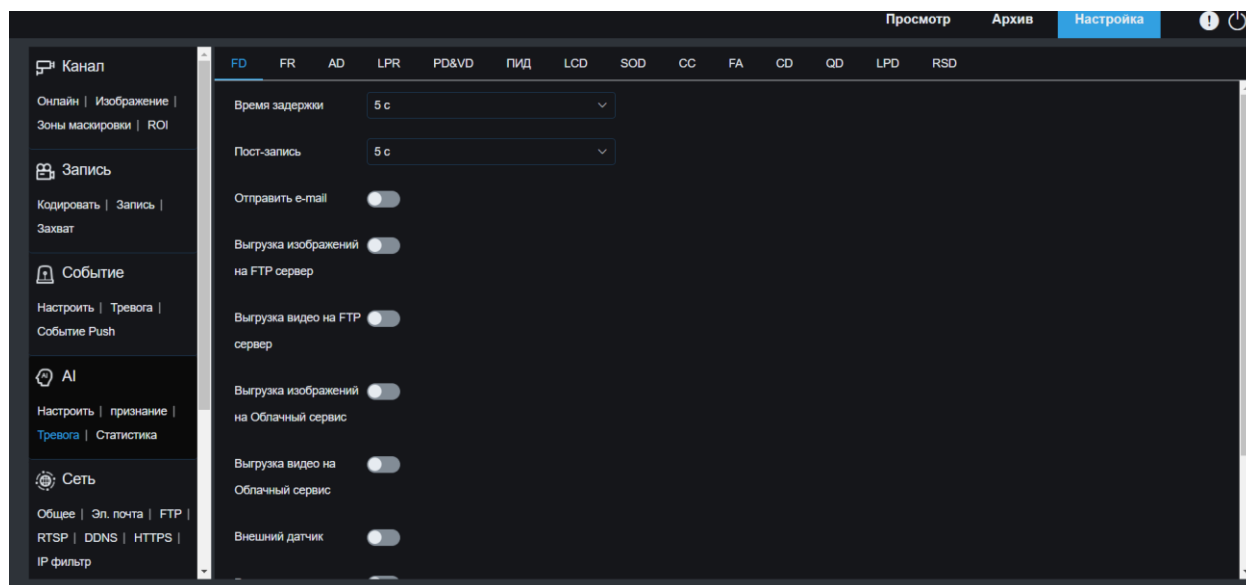 Просмотр Архив Настройка
Канал
Онлайн | Изображение |
Зоны маскировки | ROI
Запись
Кодировать | Запись |
Захват
Событие
Настроить | Тревога |
Событие Push
AI
Настроить | признание |
Тревога | Статистика
Сеть
Общее | Эл. почта | FTP |
RTSP | DDNS | HTTPS |
IP фильтр
FD FR AD LPR PD&VD ПИД LCD SOD CC FA CD QD LPD RSD
Время задержки 5 с
Пост-запись 5 с
Отправить e-mail
Выгрузка изображений
на FTP сервер
Выгрузка видео на FTP
сервер
Выгрузка изображений
на Облачный сервис
Выгрузка видео на
Облачный сервис
Внешний датчик